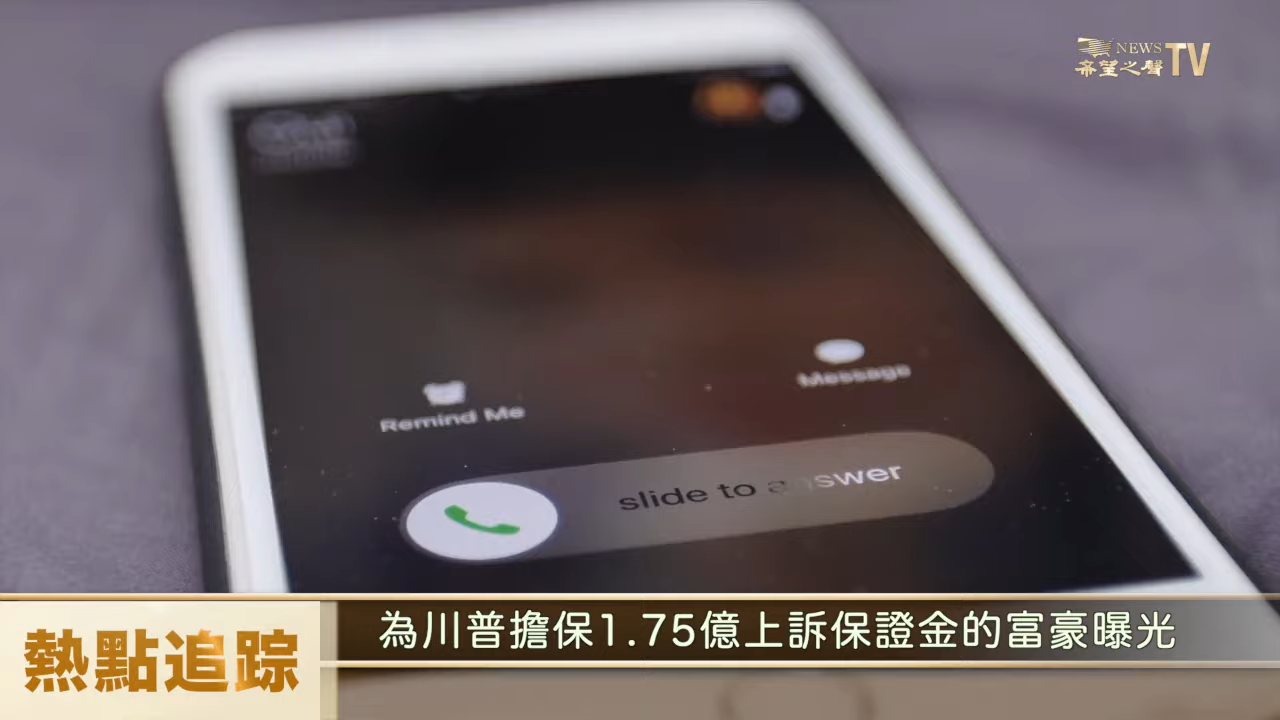 NEWS
希望之聲TV
Remind Me
Message
slide to answer
熱點追踪
為川普擔保1.75億上訴保證金的富豪曝光